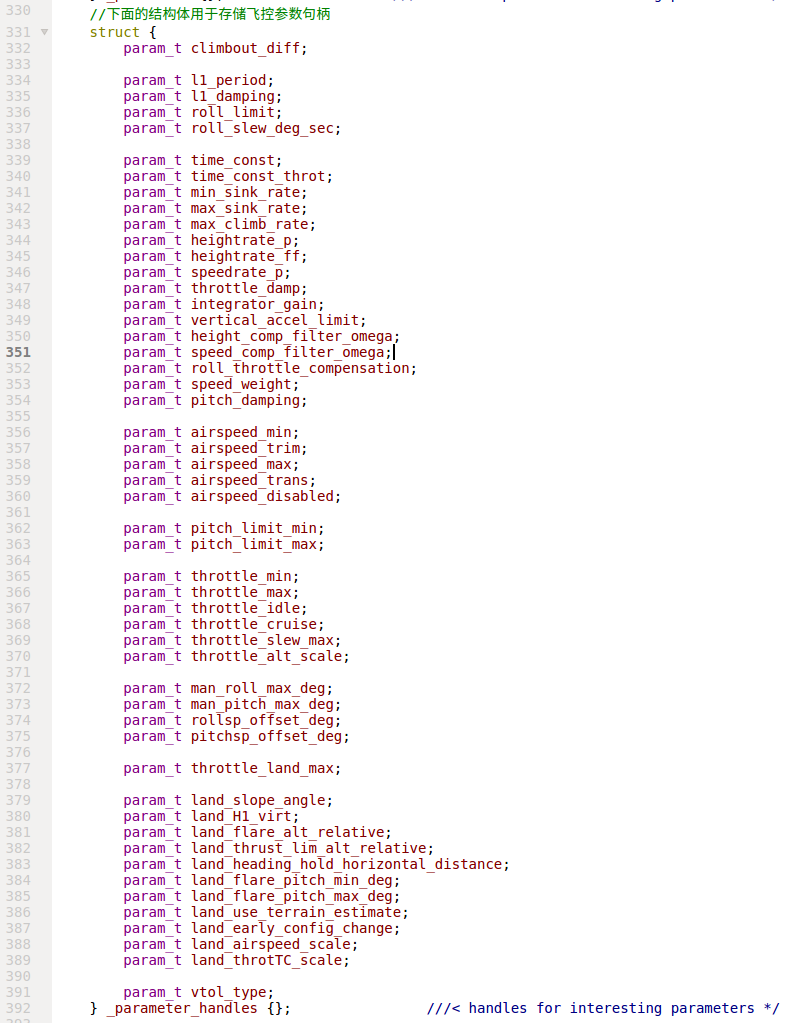 330 //下面的结构体用于存储飞控参数句柄
331 struct {
332 param_t climbout_diff;
333
334 param_t l1_period;
335 param_t l1_damping;
336 param_t roll_limit;
337 param_t roll_slew_deg_sec;
338
339 param_t time_const;
340 param_t time_const_throt;
341 param_t min_sink_rate;
342 param_t max_sink_rate;
343 param_t max_climb_rate;
344 param_t heightrate_p;
345 param_t heightrate_ff;
346 param_t speedrate_p;
347 param_t throttle_damp;
348 param_t integrator_gain;
349 param_t vertical_accel_limit;
350 param_t height_comp_filter_omega;
351 param_t speed_comp_filter_omega;
352 param_t roll_throttle_compensation;
353 param_t speed_weight;
354 param_t pitch_damping;
355
356 param_t airspeed_min;
357 param_t airspeed_trim;
358 param_t airspeed_max;
359 param_t airspeed_trans;
360 param_t airspeed_disabled;
361
362 param_t pitch_limit_min;
363 param_t pitch_limit_max;
364
365 param_t throttle_min;
366 param_t throttle_max;
367 param_t throttle_idle;
368 param_t throttle_cruise;
369 param_t throttle_slew_max;
370 param_t throttle_alt_scale;
371
372 param_t man_roll_max_deg;
373 param_t man_pitch_max_deg;
374 param_t rollsp_offset_deg;
375 param_t pitchsp_offset_deg;
376
377 param_t throttle_land_max;
378
379 param_t land_slope_angle;
380 param_t land_H1_virt;
381 param_t land_flare_alt_relative;
382 param_t land_thrust_lim_alt_relative;
383 param_t land_heading_hold_horizontal_distance;
384 param_t land_flare_pitch_min_deg;
385 param_t land_flare_pitch_max_deg;
386 param_t land_use_terrain_estimate;
387 param_t land_early_config_change;
388 param_t land_airspeed_scale;
389 param_t land_throtTC_scale;
390
391 param_t vtol_type;
392 } _parameter_handles {}; ///< handles for interesting parameters */